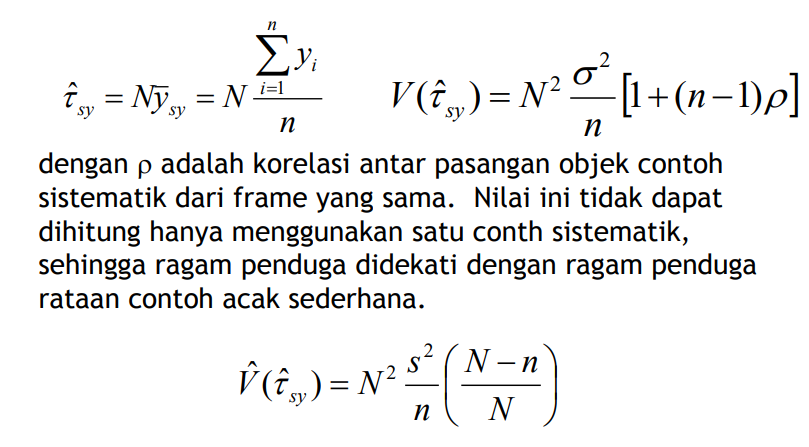 τ̂_sy = Nȳ_sy = N (∑_{i=1}^{n} y_i) / n    V(τ̂_sy) = N² (σ² / n) [1+(n−1)ρ]
dengan ρ adalah korelasi antar pasangan objek contoh
sistematik dari frame yang sama. Nilai ini tidak dapat
dihitung hanya menggunakan satu conth sistematik,
sehingga ragam penduga didekati dengan ragam penduga
rataan contoh acak sederhana.
V̂(τ̂_sy) = N² (s² / n) ((N − n) / N)